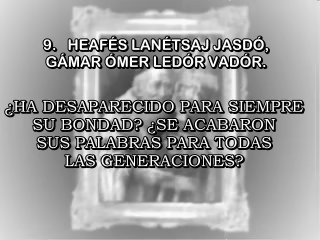 9. HEAFÉS LANÉTSAJ JASDÓ,
GÁMAR ÓMER LEDÓR VADÓR.
¿HA DESAPARECIDO PARA SIEMPRE
SU BONDAD? ¿SE ACABARON
SUS PALABRAS PARA TODAS
LAS GENERACIONES?